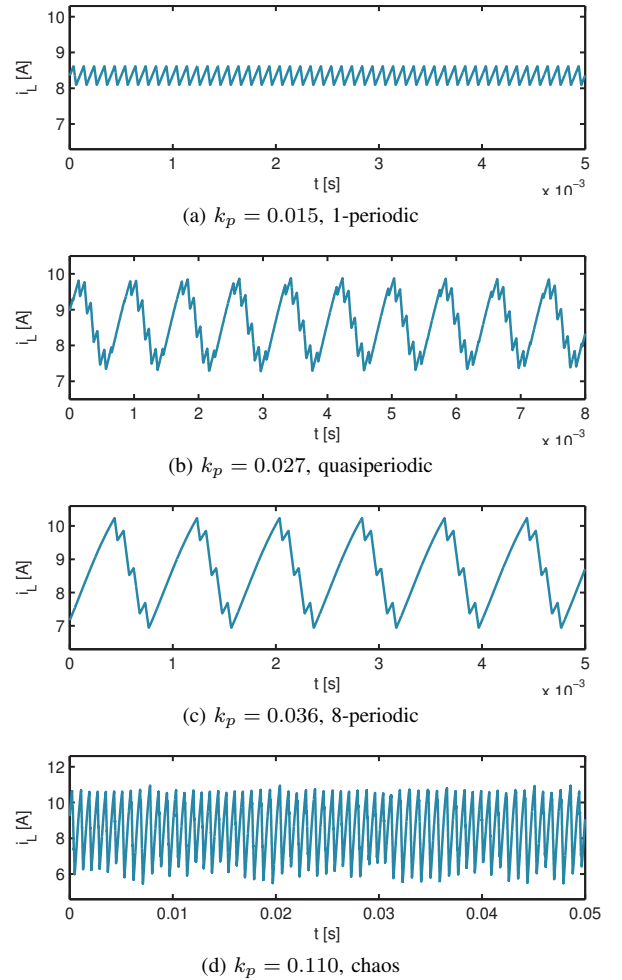 10
9
8
7
i_L [A]
0 1 2 3 4 5
t [s]
x 10⁻³
(a) k_p = 0.015, 1-periodic
10
9
8
7
i_L [A]
0 1 2 3 4 5 6 7 8
t [s]
x 10⁻³
(b) k_p = 0.027, quasiperiodic
10
9
8
7
i_L [A]
0 1 2 3 4 5
t [s]
x 10⁻³
(c) k_p = 0.036, 8-periodic
12
10
8
6
i_L [A]
0 0.01 0.02 0.03 0.04 0.05
t [s]
(d) k_p = 0.110, chaos